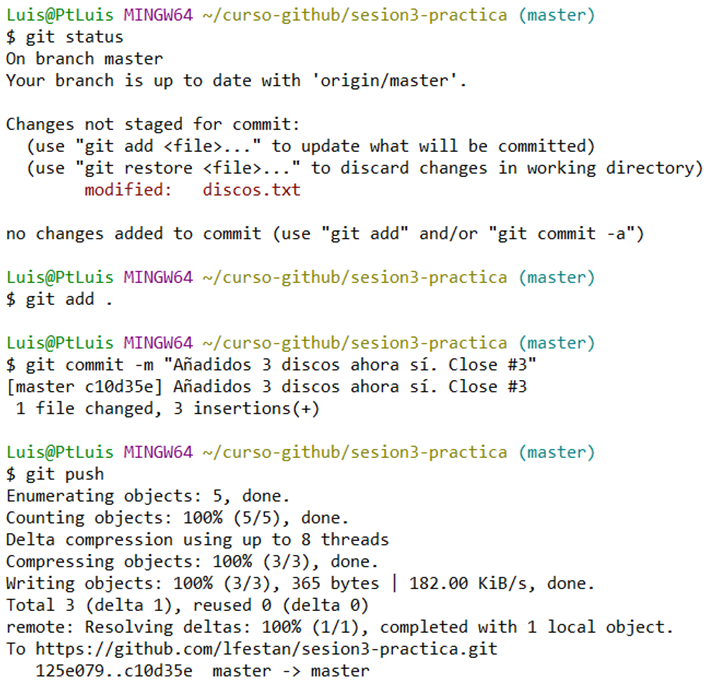 Luis@PtLuis MINGW64 ~/curso-github/sesion3-practica (master)
$ git status
On branch master
Your branch is up to date with 'origin/master'.

Changes not staged for commit:
  (use "git add <file>..." to update what will be committed)
  (use "git restore <file>..." to discard changes in working directory)
        modified:   discos.txt

no changes added to commit (use "git add" and/or "git commit -a")

Luis@PtLuis MINGW64 ~/curso-github/sesion3-practica (master)
$ git add .

Luis@PtLuis MINGW64 ~/curso-github/sesion3-practica (master)
$ git commit -m "Añadidos 3 discos ahora sí. Close #3"
[master c10d35e] Añadidos 3 discos ahora sí. Close #3
 1 file changed, 3 insertions(+)

Luis@PtLuis MINGW64 ~/curso-github/sesion3-practica (master)
$ git push
Enumerating objects: 5, done.
Counting objects: 100% (5/5), done.
Delta compression using up to 8 threads
Compressing objects: 100% (3/3), done.
Writing objects: 100% (3/3), 365 bytes | 182.00 KiB/s, done.
Total 3 (delta 1), reused 0 (delta 0)
remote: Resolving deltas: 100% (1/1), completed with 1 local object.
To https://github.com/lfestan/sesion3-practica.git
   125e079..c10d35e  master -> master